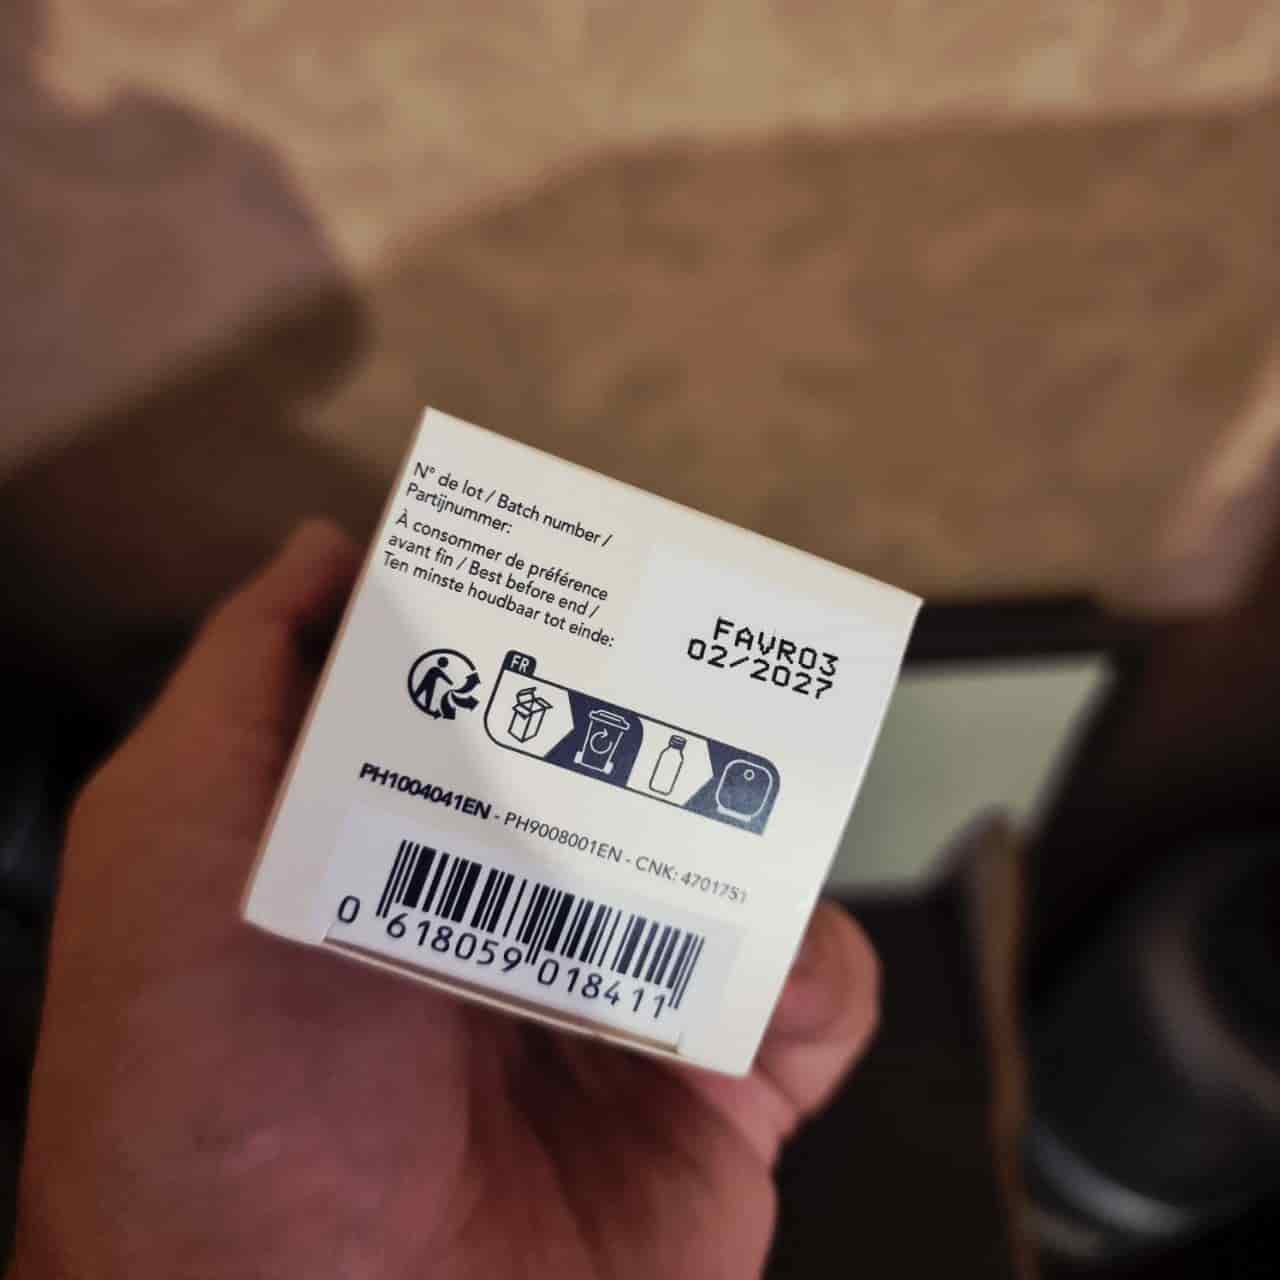 N° de lot / Batch number /
Partijnummer:
À consommer de préférence
avant fin / Best before end /
Ten minste houdbaar tot einde:
FAVR03
02/2027
FR
PH1004041EN - PH9008001EN - CNK: 4701751
0 618059 018411